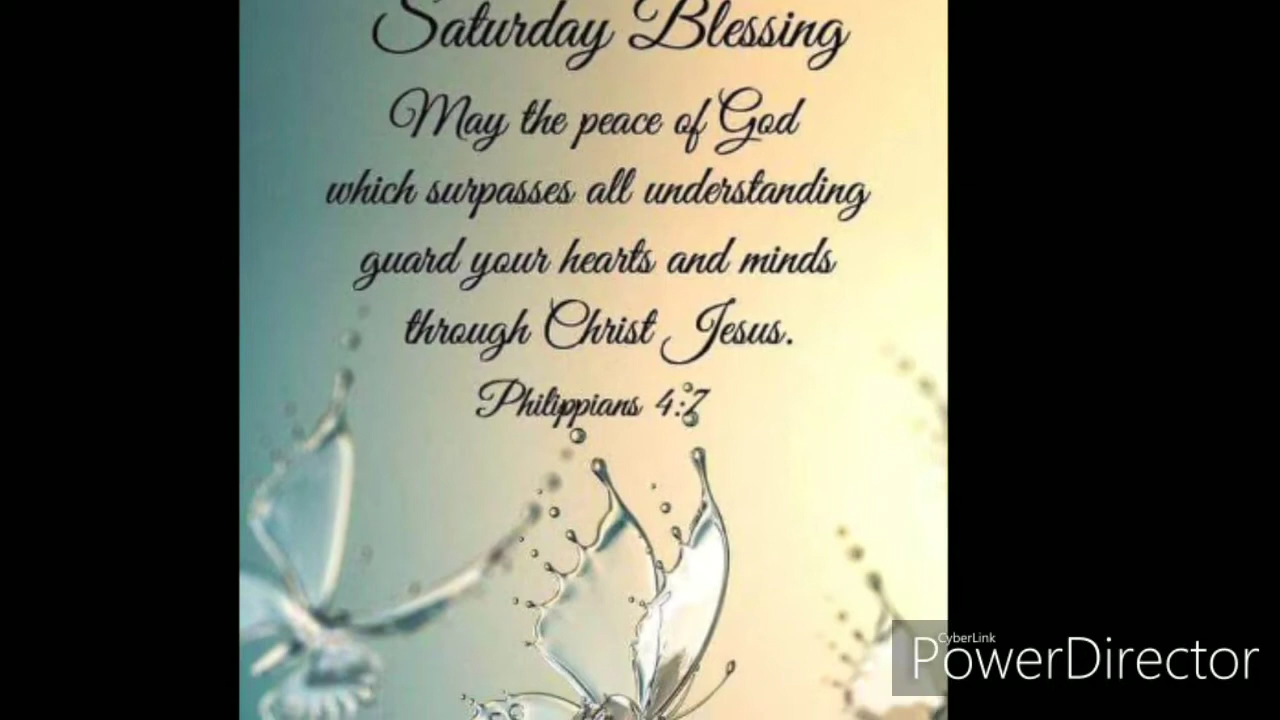 Saturday Blessing
May the peace of God
which surpasses all understanding
guard your hearts and minds
through Christ Jesus.
Philippians 4:7
CyberLink
PowerDirector